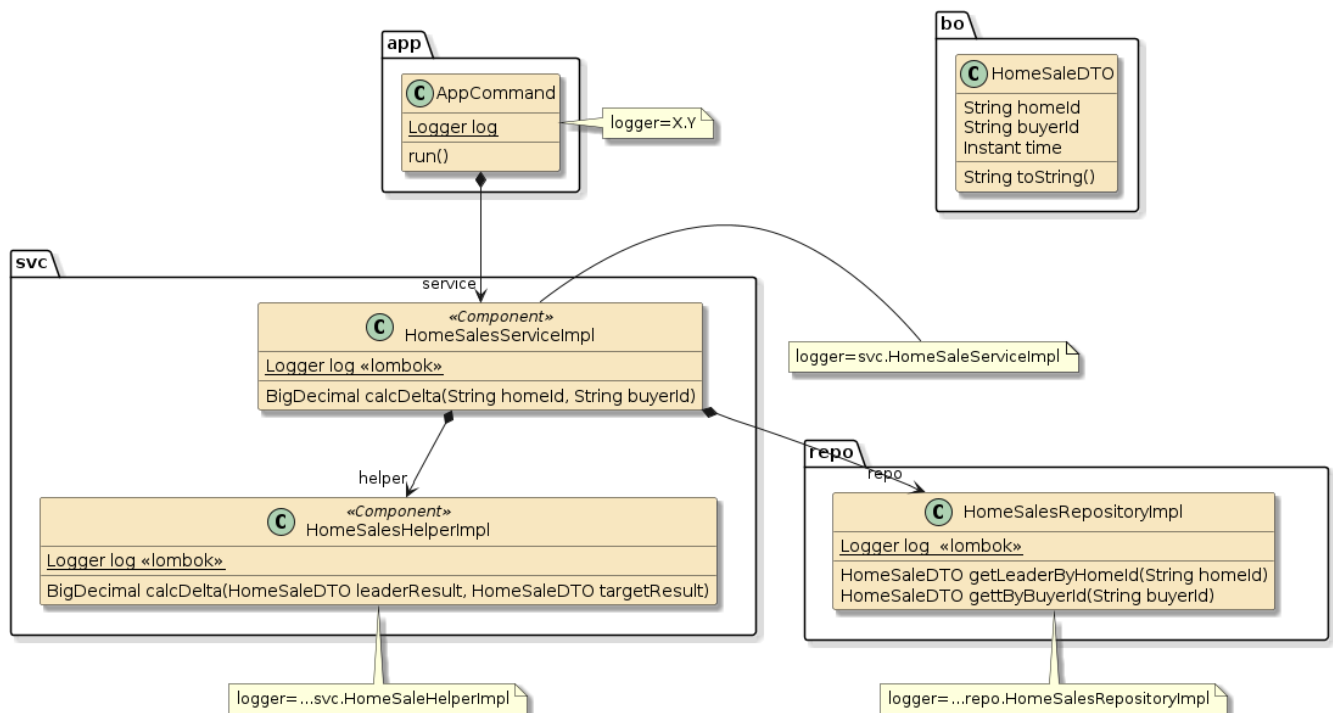 app
C AppCommand
Logger log
run()
logger=X.Y
bo
C HomeSaleDTO
String homeId
String buyerId
Instant time
String toString()
svc
service
«Component»
C HomeSalesServiceImpl
Logger log «lombok»
BigDecimal calcDelta(String homeId, String buyerId)
logger=svc.HomeSaleServiceImpl
helper
«Component»
C HomeSalesHelperImpl
Logger log «lombok»
BigDecimal calcDelta(HomeSaleDTO leaderResult, HomeSaleDTO targetResult)
logger=...svc.HomeSaleHelperImpl
repo
repo
C HomeSalesRepositoryImpl
Logger log «lombok»
HomeSaleDTO getLeaderByHomeId(String homeId)
HomeSaleDTO gettByBuyerId(String buyerId)
logger=...repo.HomeSalesRepositoryImpl